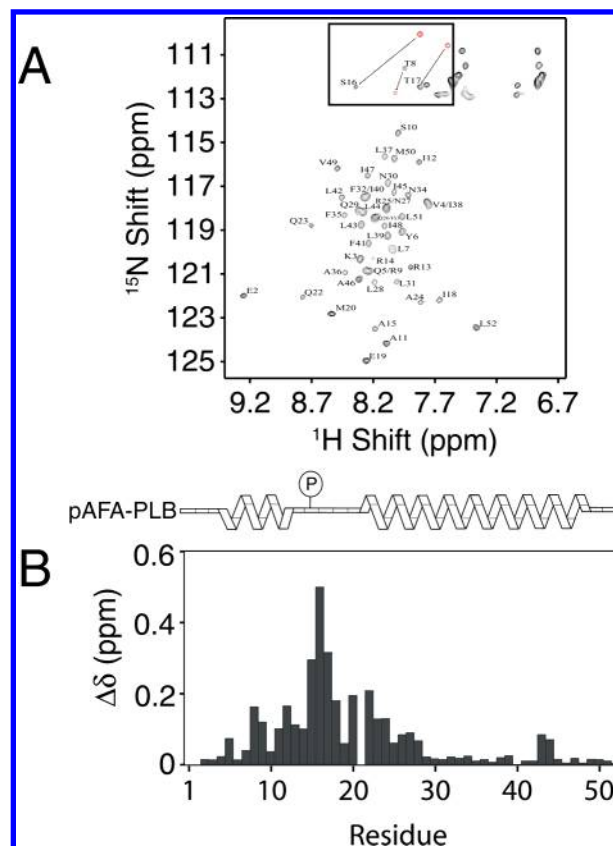 A
111
113
115
117
119
121
123
125
¹⁵N Shift (ppm)
S16
T8
T17
S10
L37
M50
I12
V49
I47
N30
L42
F32/I40
I45
N34
Q29
R25/N27
V4/I38
F35
L44
L51
Q23
L43
I48
L39
Y6
F41
L7
K3
R14
A36
Q5/R9
R13
A46
L28
L31
E2
Q22
A24
I18
M20
L52
A15
A11
E19
9.2 8.7 8.2 7.7 7.2 6.7
¹H Shift (ppm)
P
pAFA-PLB
B
0.6
0.4
0.2
0
Δδ (ppm)
1 10 20 30 40 50
Residue